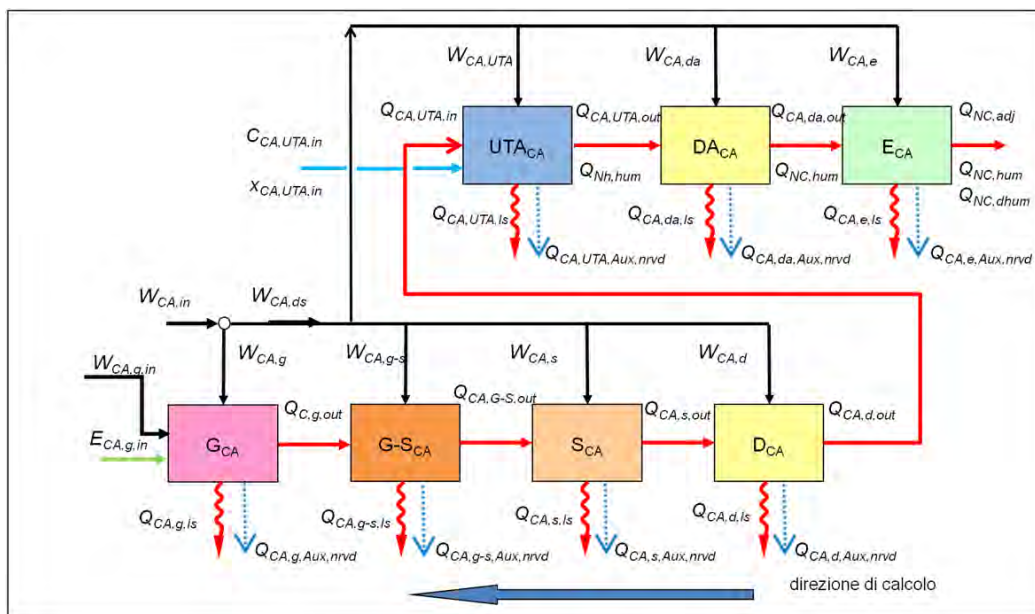 W_CA,UTA W_CA,da W_CA,e
Q_CA,UTA,in Q_CA,UTA,out Q_CA,da,out Q_NC,adj
C_CA,UTA,in UTA_CA DA_CA E_CA
x_CA,UTA,in Q_Nh,hum Q_NC,hum Q_NC,hum
Q_NC,dhum
Q_CA,UTA,ls Q_CA,da,ls Q_CA,e,ls
Q_CA,UTA,Aux,nrvd Q_CA,da,Aux,nrvd Q_CA,e,Aux,nrvd
W_CA,in W_CA,ds
W_CA,g W_CA,g-s W_CA,s W_CA,d
W_CA,g,in
Q_C,g,out Q_CA,G-S,out Q_CA,s,out Q_CA,d,out
E_CA,g,in G_CA G-S_CA S_CA D_CA
Q_CA,g,ls Q_CA,g-s,ls Q_CA,s,ls Q_CA,d,ls
Q_CA,g,Aux,nrvd Q_CA,g-s,Aux,nrvd Q_CA,s,Aux,nrvd Q_CA,d,Aux,nrvd
direzione di calcolo